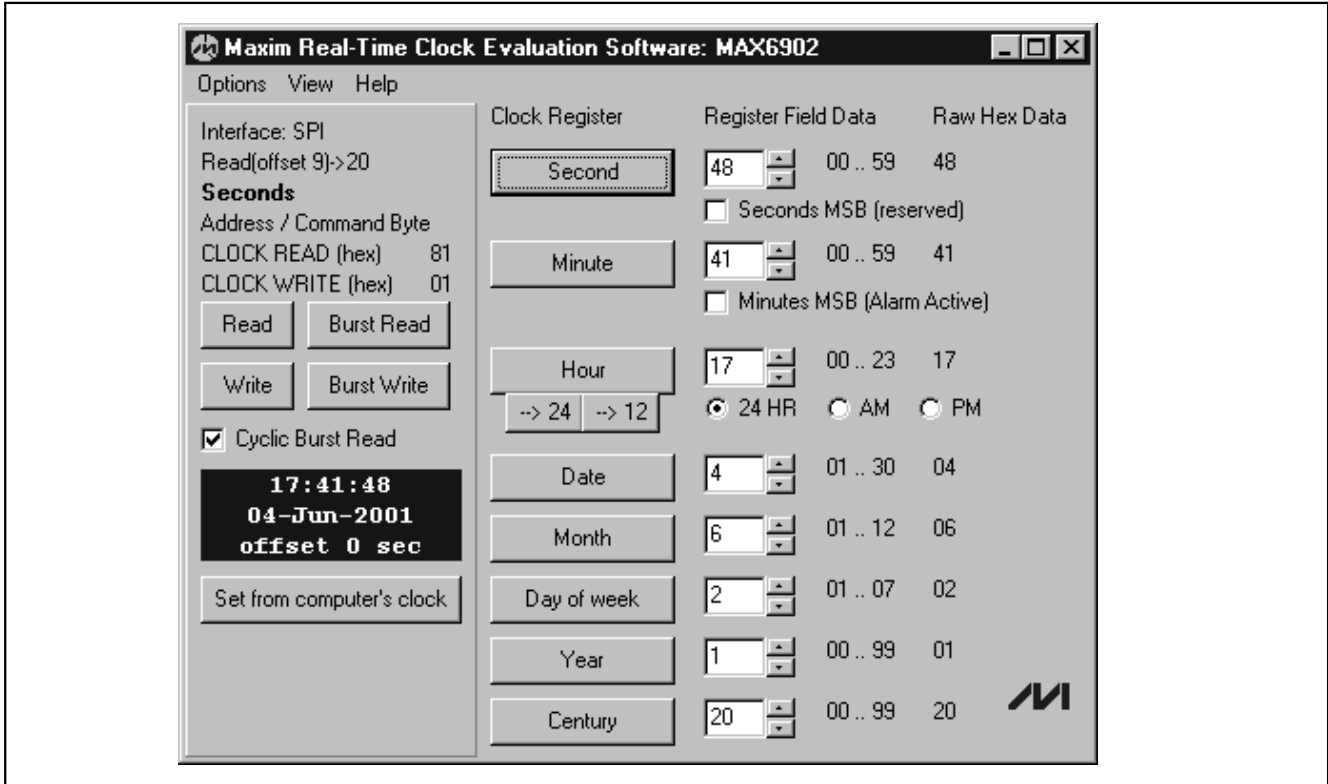 Maxim Real-Time Clock Evaluation Software: MAX6902
Options View Help
Interface: SPI
Read(offset 9)->20
Seconds
Address / Command Byte
CLOCK READ (hex) 81
CLOCK WRITE (hex) 01
Read Burst Read
Write Burst Write
Cyclic Burst Read
17:41:48
04-Jun-2001
offset 0 sec
Set from computer's clock
Clock Register Register Field Data Raw Hex Data
Second 48 00 .. 59 48
Seconds MSB (reserved)
Minute 41 00 .. 59 41
Minutes MSB (Alarm Active)
Hour 17 00 .. 23 17
--> 24 --> 12 24 HR AM PM
Date 4 01 .. 30 04
Month 6 01 .. 12 06
Day of week 2 01 .. 07 02
Year 1 00 .. 99 01
Century 20 00 .. 99 20